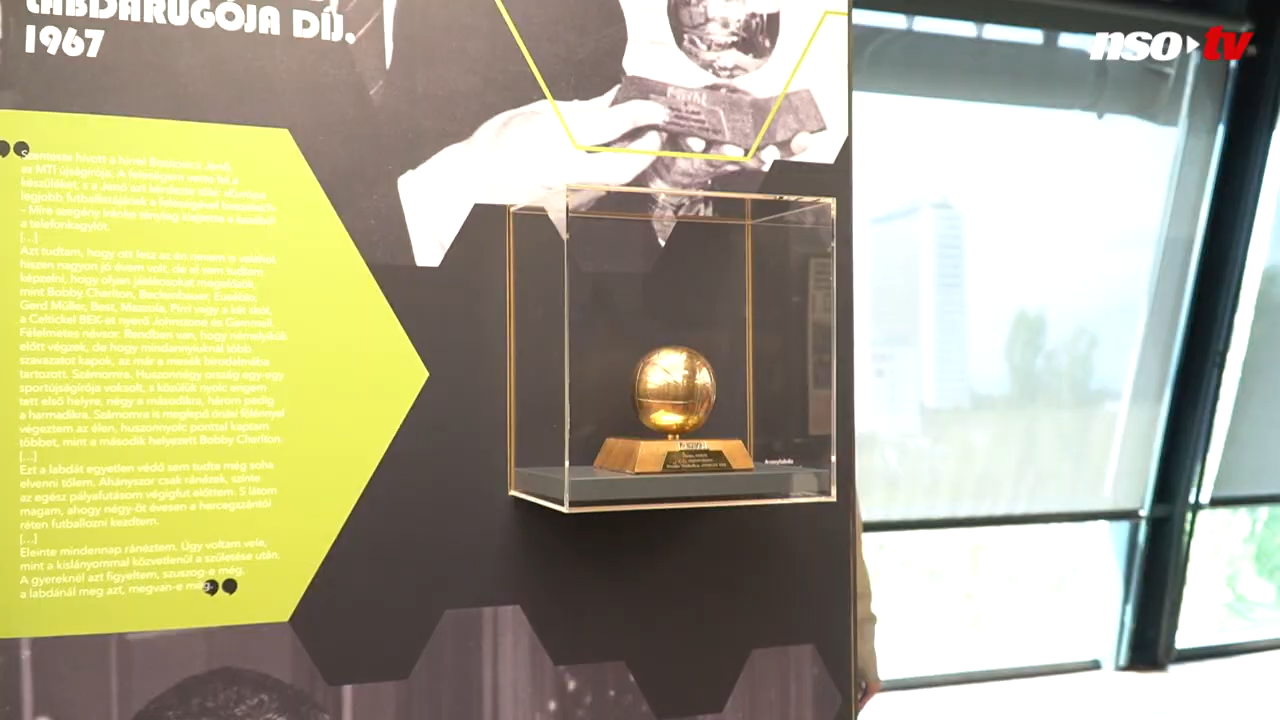 LABDARÚGÓJA DÍJ.
1967
nso tv
Szenteste hívott a hírrel Boskovics Jenő,
az MTI újságírója. A feleségem vette fel a
készüléket, s a Jenő azt kérdezte tőle: «Európa
legjobb futballistájának a feleségével beszélek?»
– Mire szegény Irénke tényleg kiejtette a kezéből
a telefonkagylót.
[...]
Azt tudtam, hogy ott lesz az én nevem is valahol,
hiszen nagyon jó évem volt, de el sem tudtam
képzelni, hogy olyan játékosokat megelőzök,
mint Bobby Charlton, Beckenbauer, Eusébio,
Gerd Müller, Best, Mazzola, Pirri vagy a két skót,
a Celtickel BEK-et nyerő Johnstone és Gemmell.
Félelmetes névsor. Rendben van, hogy némelyikük
előtt végzek, de hogy mindannyiuknál több
szavazatot kapok, az már a mesék birodalmába
tartozott. Számomra. Huszonnégy ország egy-egy
sportújságírója voksolt, s közülük nyolc engem
tett első helyre, négy a másodikra, három pedig
a harmadikra. Számomra is meglepő óriási fölénnyel
végeztem az élen, huszonnyolc ponttal kaptam
többet, mint a második helyezett Bobby Charlton.
[...]
Ezt a labdát egyetlen védő sem tudta még soha
elvenni tőlem. Ahányszor csak ránézek, szinte
az egész pályafutásom végigfut előttem. S látom
magam, ahogy négy-öt évesen a hercegszántói
réten futballozni kezdtem.
[...]
Eleinte mindennap ránéztem. Úgy voltam vele,
mint a kislányommal közvetlenül a születése után.
A gyereknél azt figyeltem, szuszog-e még,
a labdánál meg azt, megvan-e még.
Aranylabda